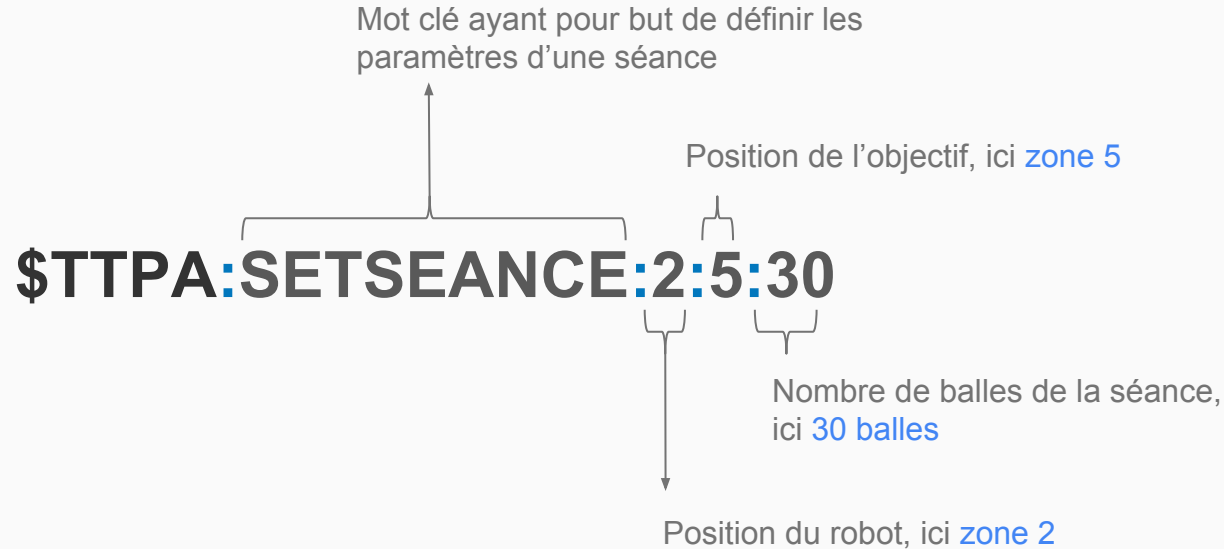 Mot clé ayant pour but de définir les
paramètres d’une séance
Position de l’objectif, ici zone 5
$TTPA:SETSEANCE:2:5:30
Nombre de balles de la séance,
ici 30 balles
Position du robot, ici zone 2